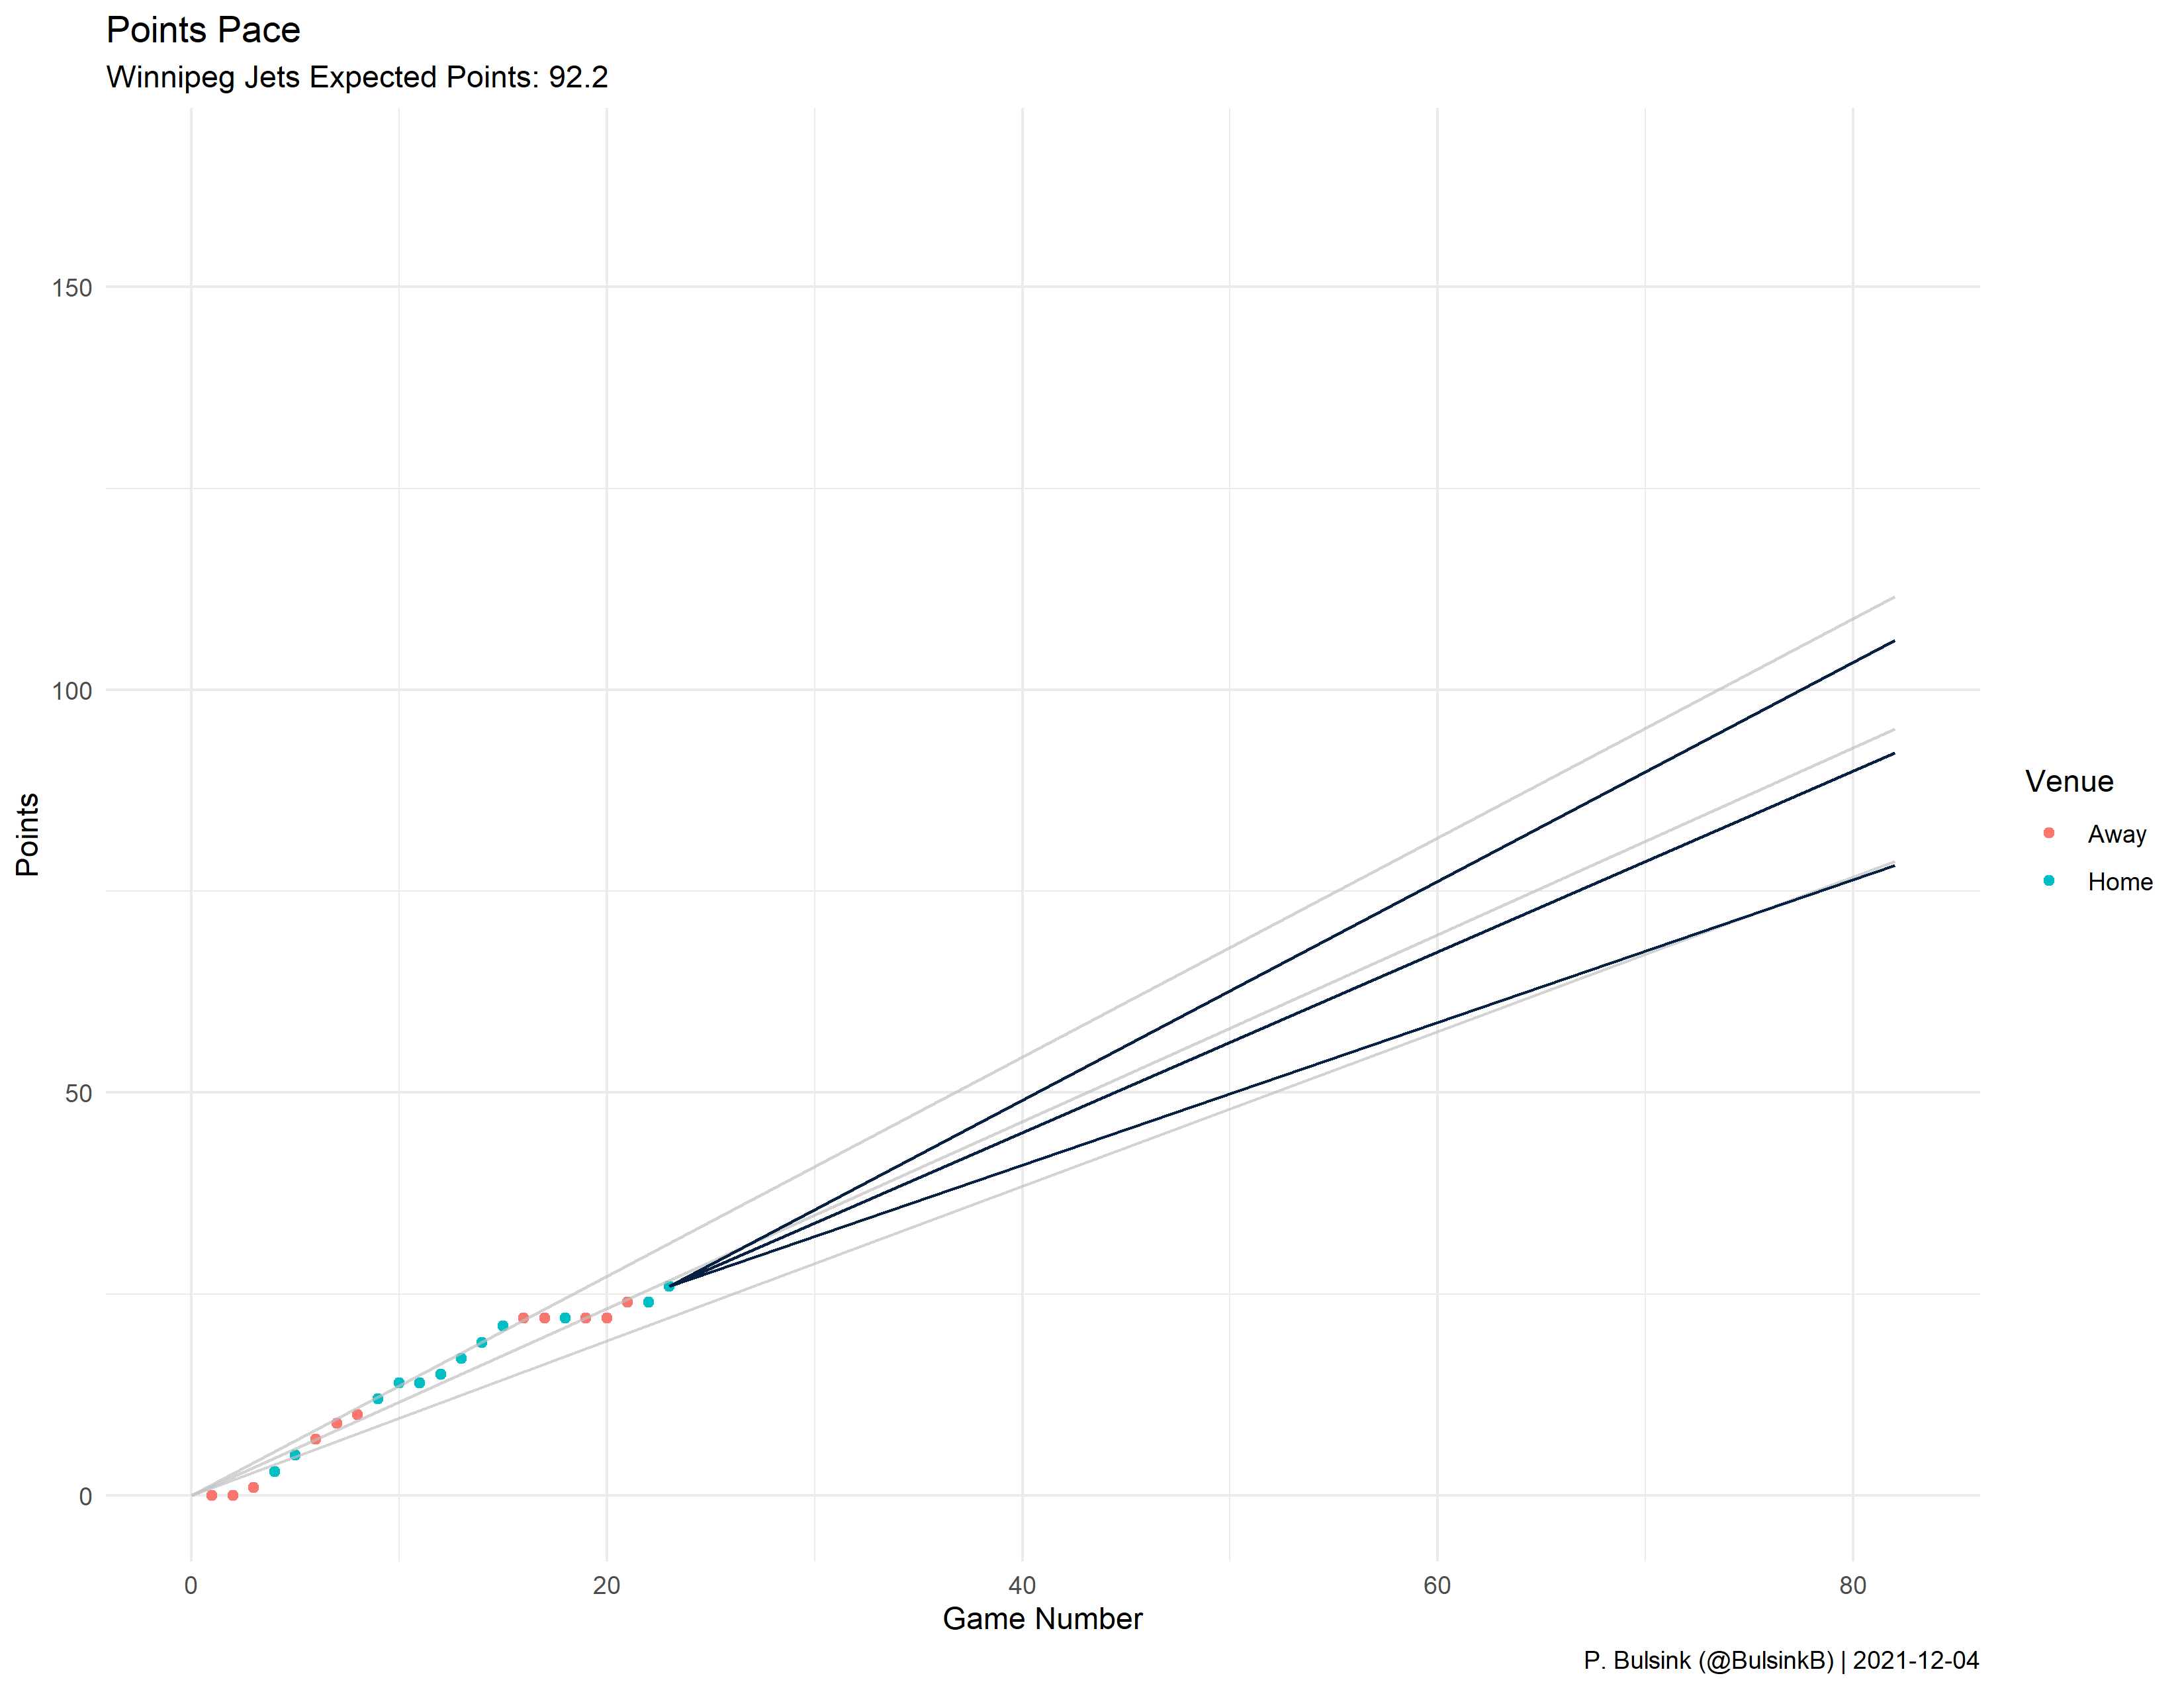 Points Pace
Winnipeg Jets Expected Points: 92.2
150
100
50
0
Points
0 20 40 60 80
Game Number
Venue
Away
Home
P. Bulsink (@BulsinkB) | 2021-12-04